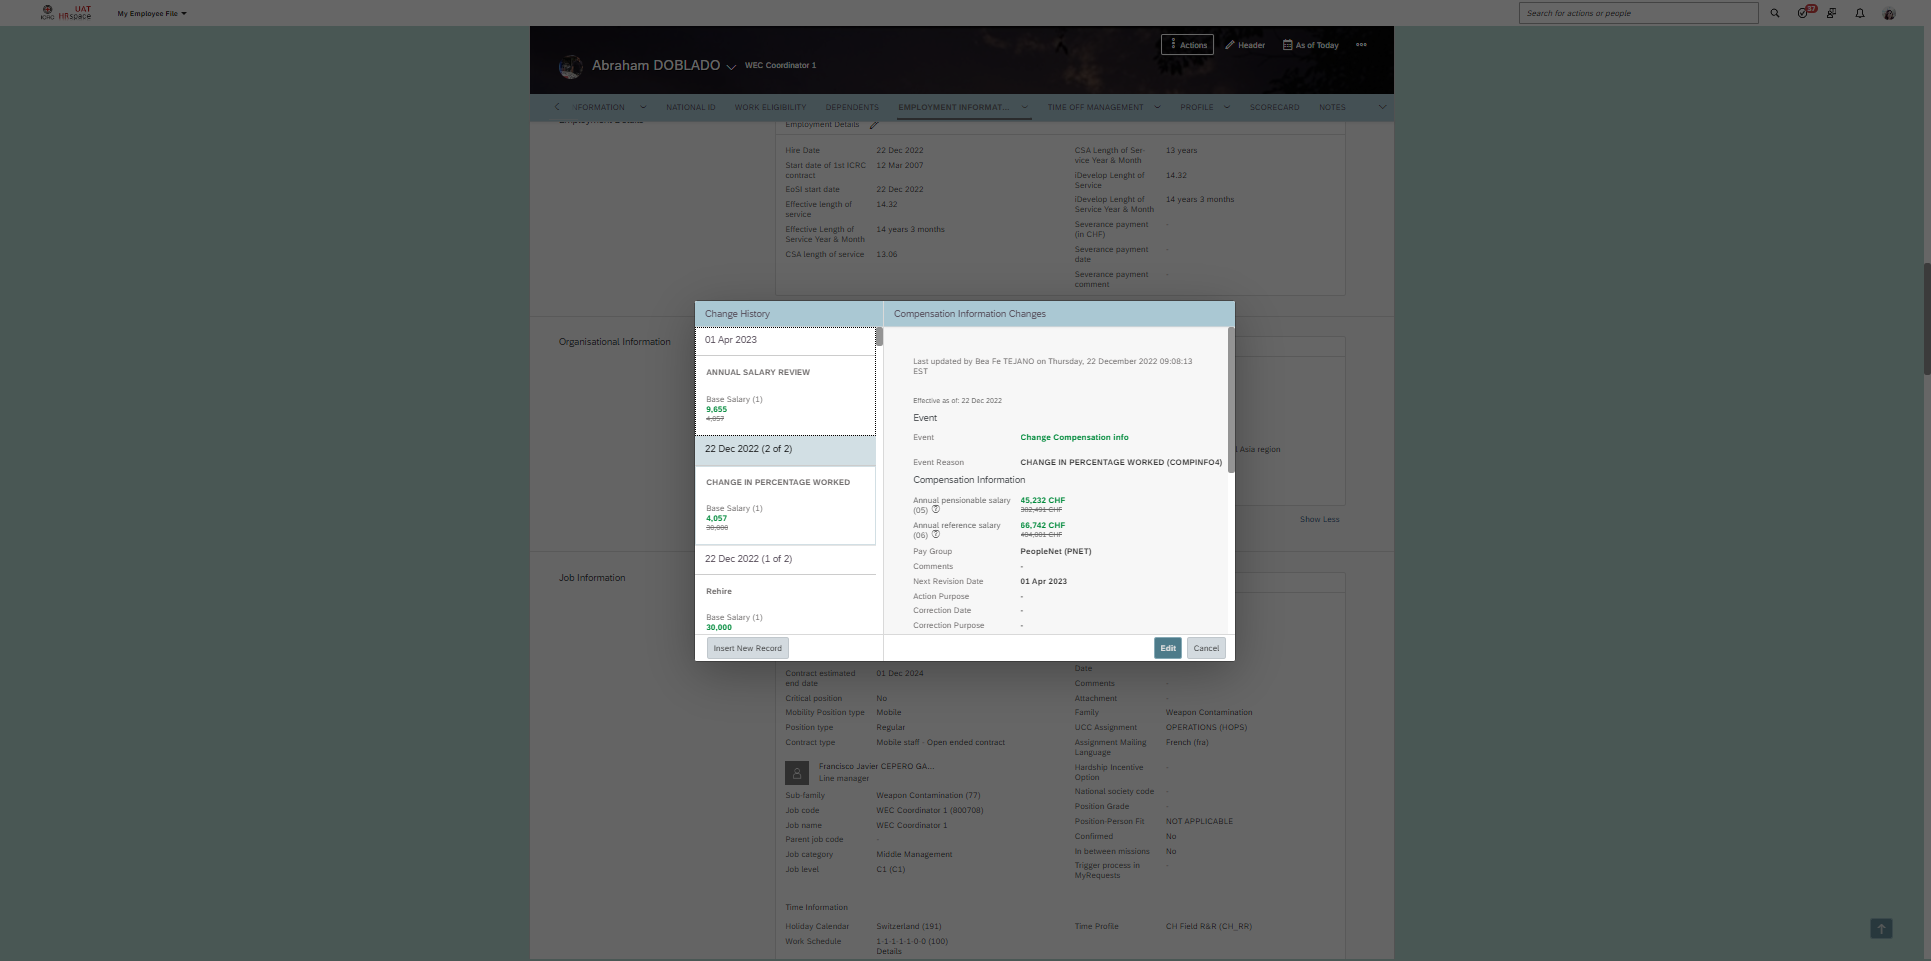 ICRC UAT HRspace
My Employee File
Search for actions or people
37
Actions
Header
As of Today
Abraham DOBLADO
WEC Coordinator 1
NATIONAL ID
WORK ELIGIBILITY
DEPENDENTS
EMPLOYMENT INFORMAT...
TIME OFF MANAGEMENT
PROFILE
SCORECARD
NOTES
Employment Details
Hire Date 22 Dec 2022
Start date of 1st ICRC
contract
12 Mar 2007
EoSI start date 22 Dec 2022
Effective length of
service
14.32
Effective Length of
Service Year & Month
14 years 3 months
CSA length of service 13.06
CSA Length of Ser-
vice Year & Month
13 years
iDevelop Lenght of
Service
14.32
iDevelop Lenght of
Service Year & Month
14 years 3 months
Severance payment
(in CHF)
-
Severance payment
date
-
Severance payment
comment
-
Organisational Information
Asia region
Show Less
Change History
01 Apr 2023
ANNUAL SALARY REVIEW
Base Salary (1)
9,655
4,057
22 Dec 2022 (2 of 2)
CHANGE IN PERCENTAGE WORKED
Base Salary (1)
4,057
30,000
22 Dec 2022 (1 of 2)
Rehire
Base Salary (1)
30,000
Insert New Record
Compensation Information Changes
Last updated by Bea Fe TEJANO on Thursday, 22 December 2022 09:08:13
EST
Effective as of: 22 Dec 2022
Event
Event Change Compensation info
Event Reason CHANGE IN PERCENTAGE WORKED (COMPINFO4)
Compensation Information
Annual pensionable salary
(05)
45,232 CHF
302,491 CHF
Annual reference salary
(06)
66,742 CHF
404,001 CHF
Pay Group PeopleNet (PNET)
Comments -
Next Revision Date 01 Apr 2023
Action Purpose -
Correction Date -
Correction Purpose -
Edit
Cancel
Job Information
Contract estimated
end date
01 Dec 2024
Critical position No
Mobility Position type Mobile
Position type Regular
Contract type Mobile staff - Open ended contract
Francisco Javier CEPERO GA...
Line manager
Sub-family Weapon Contamination (77)
Job code WEC Coordinator 1 (800708)
Job name WEC Coordinator 1
Parent job code -
Job category Middle Management
Job level C1 (C1)
Date
Comments -
Attachment -
Family Weapon Contamination
UCC Assignment OPERATIONS (HOPS)
Assignment Mailing
Language
French (fra)
Hardship Incentive
Option
-
National society code -
Position Grade -
Position-Person Fit NOT APPLICABLE
Confirmed No
In between missions No
Trigger process in
MyRequests
-
Time Information
Holiday Calendar Switzerland (191)
Work Schedule 1-1-1-1-1-0-0 (100)
Details
Time Profile CH Field R&R (CH_RR)